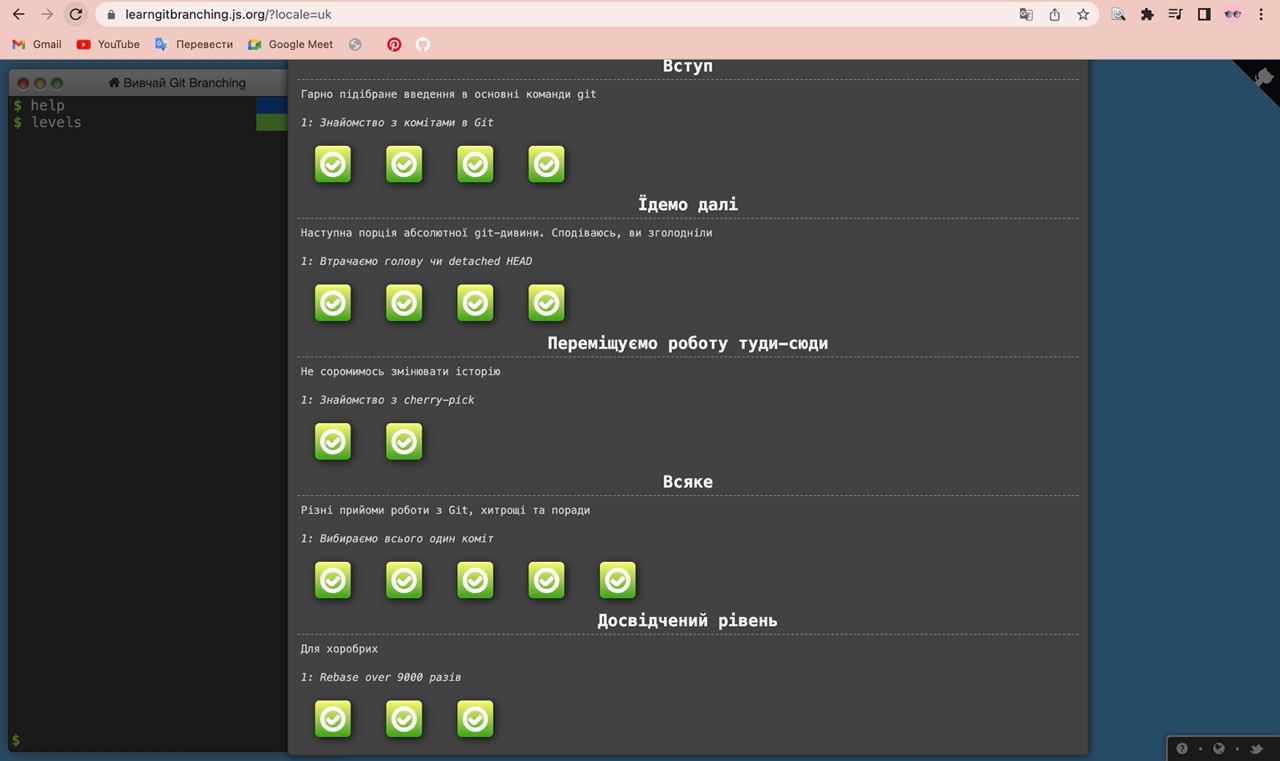 learngitbranching.js.org/?locale=uk
Gmail YouTube Перевести Google Meet
Вивчай Git Branching
$ help
$ levels
$
Вступ
Гарно підібране введення в основні команди git
1: Знайомство з комітами в Git
Їдемо далі
Наступна порція абсолютної git-дивини. Сподіваюсь, ви зголодніли
1: Втрачаємо голову чи detached HEAD
Переміщуємо роботу туди-сюди
Не соромимось змінювати історію
1: Знайомство з cherry-pick
Всяке
Різні прийоми роботи з Git, хитрощі та поради
1: Вибираємо всього один коміт
Досвідчений рівень
Для хоробрих
1: Rebase over 9000 разів